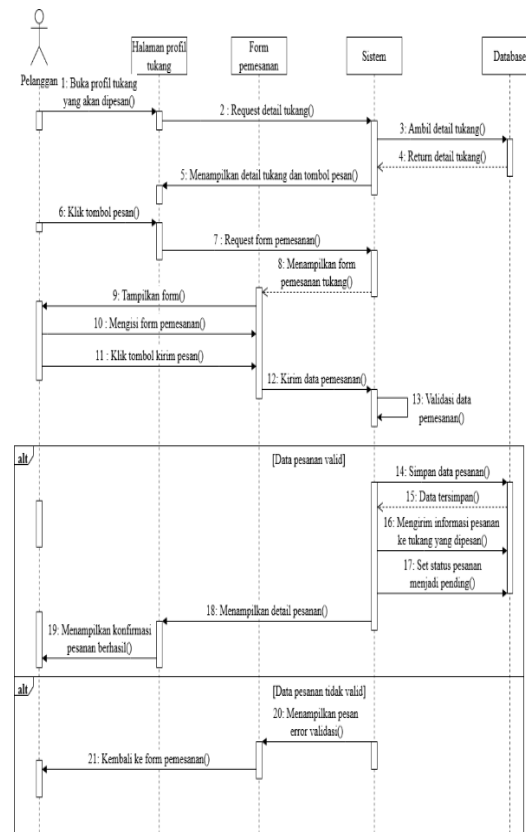 Pelanggan
Halaman profil
tukang
Form
pemesanan
Sistem
Database
1: Buka profil tukang
yang akan dipesan()
2 : Request detail tukang()
3: Ambil detail tukang()
4: Return detail tukang()
5: Menampilkan detail tukang dan tombol pesan()
6: Klik tombol pesan()
7 : Request form pemesanan()
8: Menampilkan form
pemesanan tukang()
9: Tampilkan form()
10 : Mengisi form pemesanan()
11 : Klik tombol kirim pesan()
12: Kirim data pemesanan()
13: Validasi data
pemesanan()
alt
[Data pesanan valid]
14: Simpan data pesanan()
15: Data tersimpan()
16: Mengirim informasi pesanan
ke tukang yang dipesan()
17: Set status pesanan
menjadi pending()
18: Menampilkan detail pesanan()
19: Menampilkan konfirmasi
pesanan berhasil()
alt
[Data pesanan tidak valid]
20: Menampilkan pesan
error validasi()
21: Kembali ke form pemesanan()